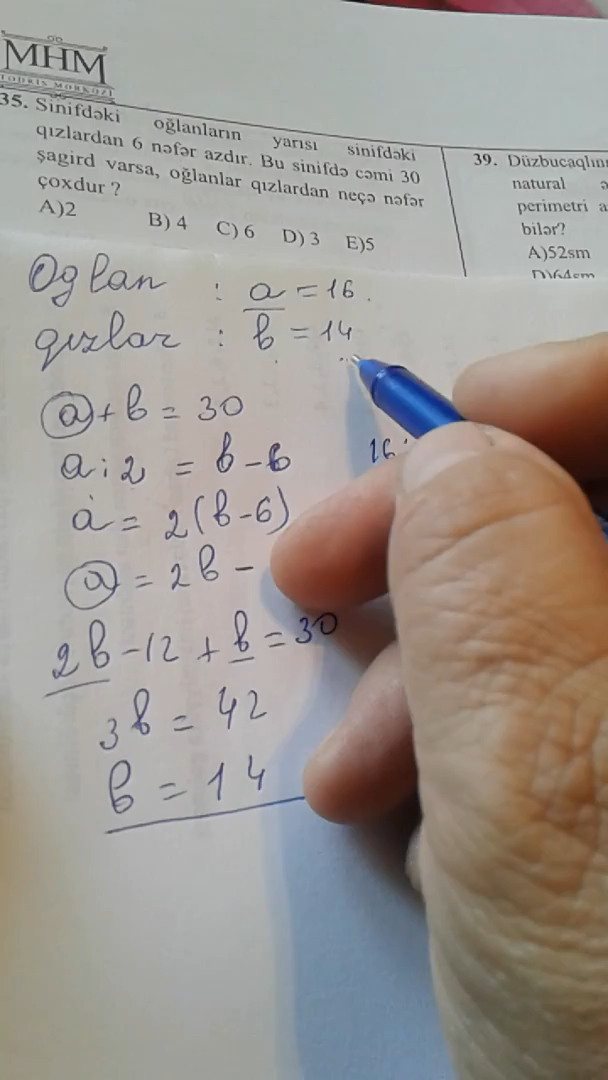 MHM
TƏDRİS MƏRKƏZİ
35. Sinifdəki oğlanların yarısı sinifdəki
qızlardan 6 nəfər azdır. Bu sinifdə cəmi 30
şagird varsa, oğlanlar qızlardan neçə nəfər
çoxdur ?
A)2 B) 4 C) 6 D) 3 E)5
39. Düzbucaqlın
natural ə
perimetri a
bilər?
A)52sm
D)64sm
Oglan : a = 16.
qızlar : b = 14
a + b = 30
a : 2 = b - 6
a = 2(b-6)
a = 2b -
2b - 12 + b = 30
3b = 42
b = 14
16: